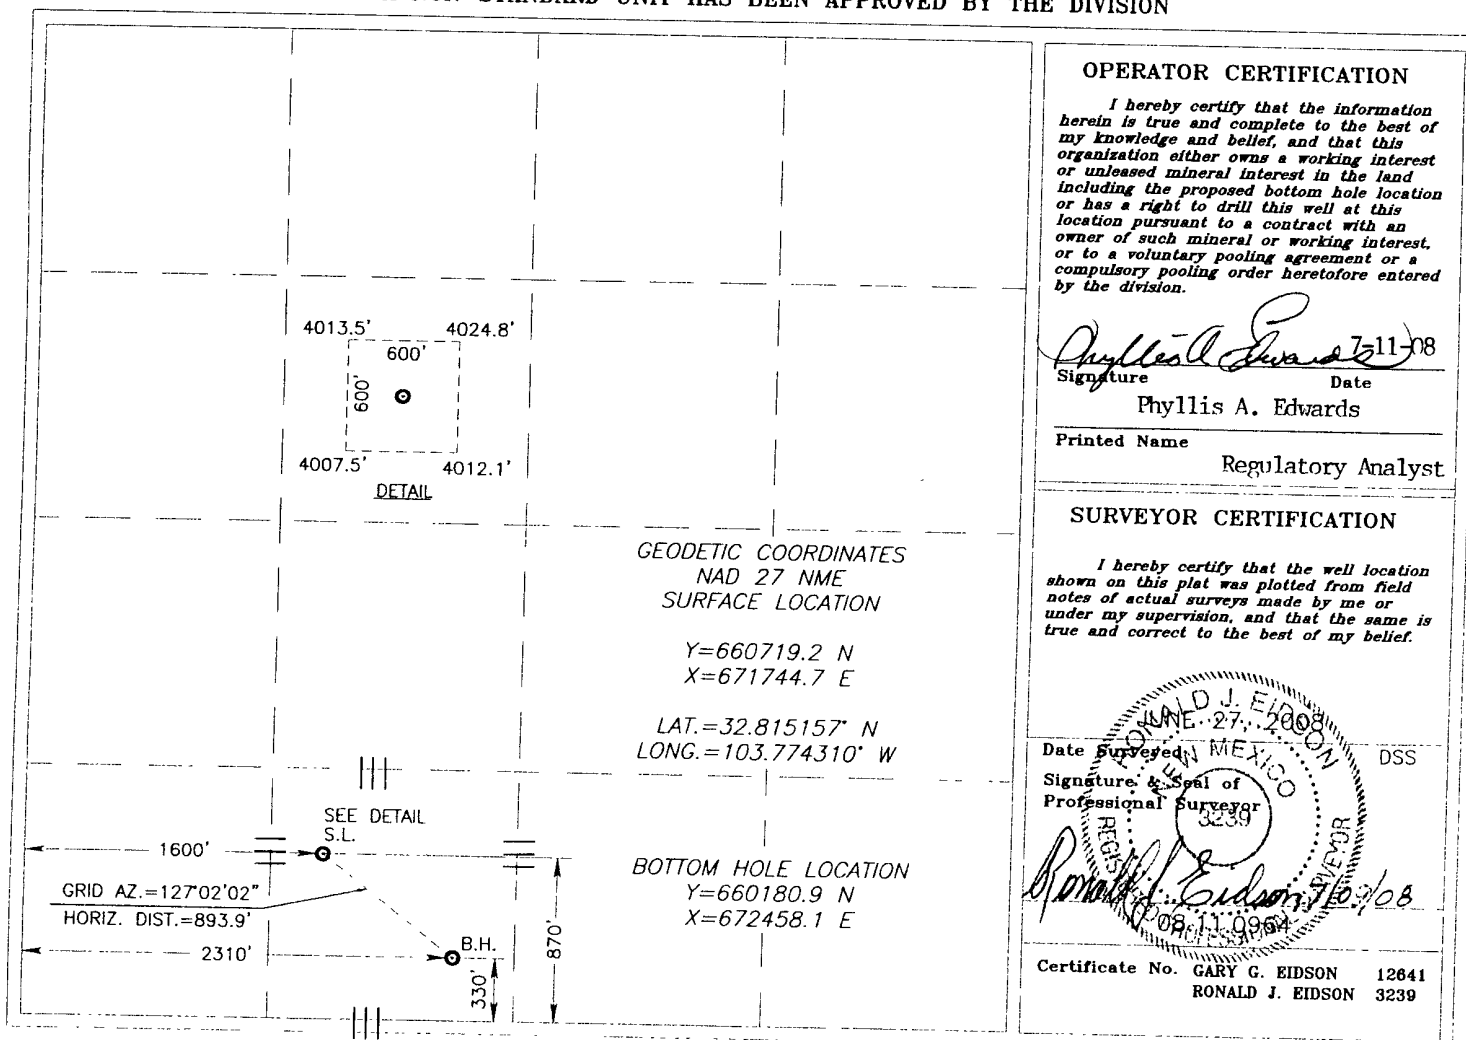 STANDARD UNIT HAS BEEN APPROVED BY THE DIVISION
4013.5' 4024.8'
600'
600'
4007.5' 4012.1'
DETAIL
GEODETIC COORDINATES
NAD 27 NME
SURFACE LOCATION
Y=660719.2 N
X=671744.7 E
LAT.=32.815157° N
LONG.=103.774310° W
SEE DETAIL
S.L.
1600'
GRID AZ.=127°02'02"
HORIZ. DIST.=893.9'
2310'
B.H.
330'
870'
BOTTOM HOLE LOCATION
Y=660180.9 N
X=672458.1 E
OPERATOR CERTIFICATION
I hereby certify that the information
herein is true and complete to the best of
my knowledge and belief, and that this
organization either owns a working interest
or unleased mineral interest in the land
including the proposed bottom hole location
or has a right to drill this well at this
location pursuant to a contract with an
owner of such mineral or working interest,
or to a voluntary pooling agreement or a
compulsory pooling order heretofore entered
by the division.
Phyllis A Edwards 7-11-08
Signature Date
Phyllis A. Edwards
Printed Name
Regulatory Analyst
SURVEYOR CERTIFICATION
I hereby certify that the well location
shown on this plat was plotted from field
notes of actual surveys made by me or
under my supervision, and that the same is
true and correct to the best of my belief.
RONALD J. EIDSON
JUNE 27, 2008
NEW MEXICO
Date Surveyed DSS
Signature & Seal of
Professional Surveyor
3239
Ronald J Eidson
08.11.0964
Certificate No. GARY G. EIDSON 12641
RONALD J. EIDSON 3239